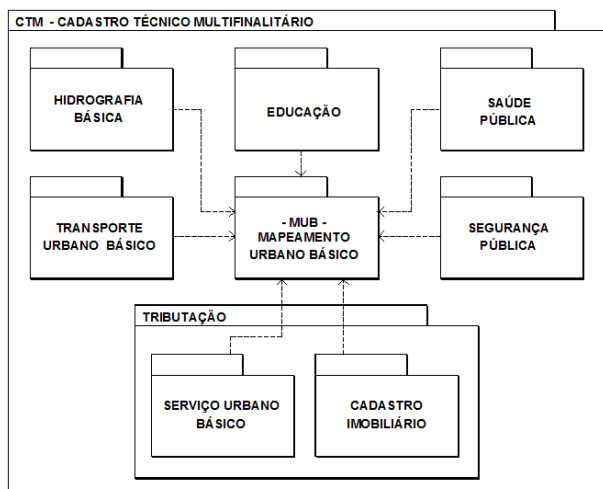 CTM - CADASTRO TÉCNICO MULTIFINALITÁRIO
HIDROGRAFIA
BÁSICA
EDUCAÇÃO
SAÚDE
PÚBLICA
TRANSPORTE
URBANO BÁSICO
- MUB -
MAPEAMENTO
URBANO BÁSICO
SEGURANÇA
PÚBLICA
TRIBUTAÇÃO
SERVIÇO URBANO
BÁSICO
CADASTRO
IMOBILIÁRIO